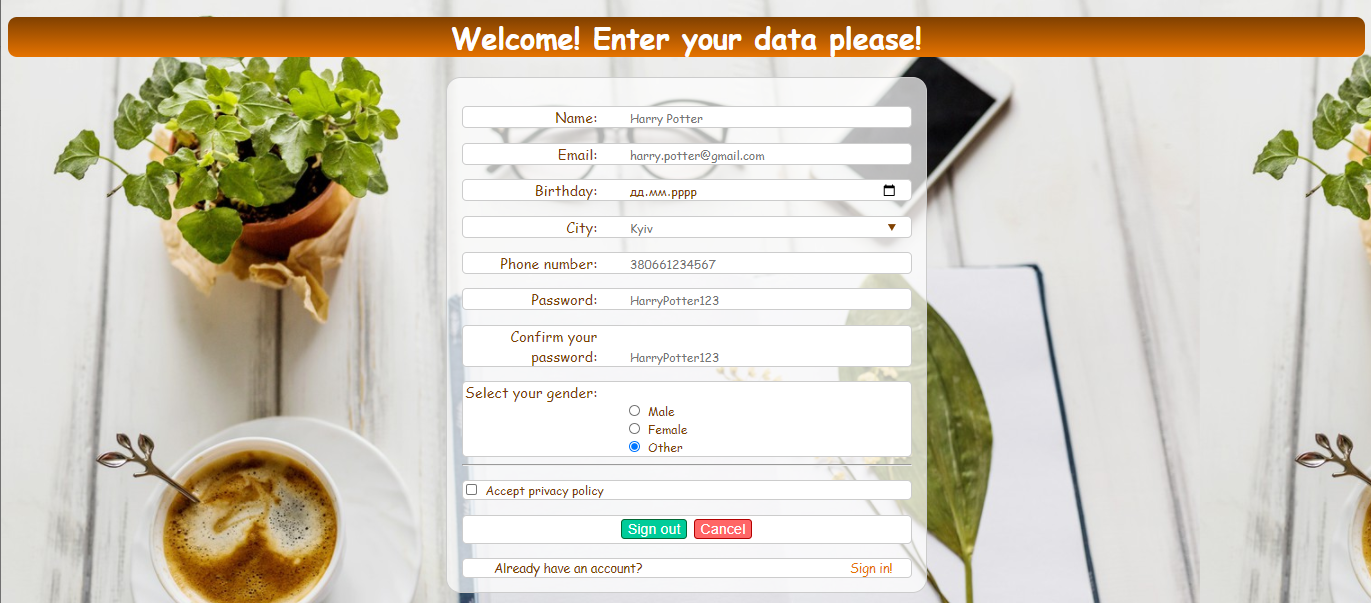 Welcome! Enter your data please!
Name: Harry Potter
Email: harry.potter@gmail.com
Birthday: дд.мм.рррр
City: Kyiv
Phone number: 380661234567
Password: HarryPotter123
Confirm your
password: HarryPotter123
Select your gender:
Male
Female
Other
Accept privacy policy
Sign out Cancel
Already have an account? Sign in!